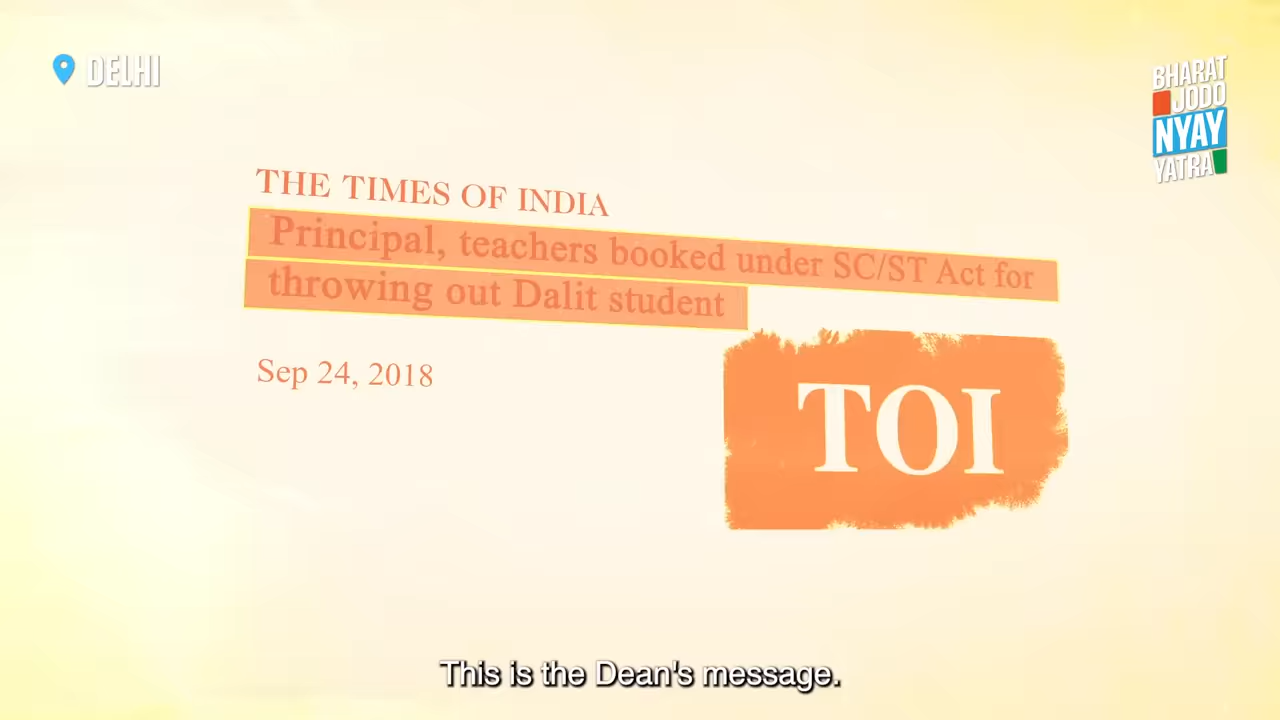 DELHI
BHARAT
JODO
NYAY
YATRA
THE TIMES OF INDIA
Principal, teachers booked under SC/ST Act for
throwing out Dalit student
Sep 24, 2018
TOI
This is the Dean's message.